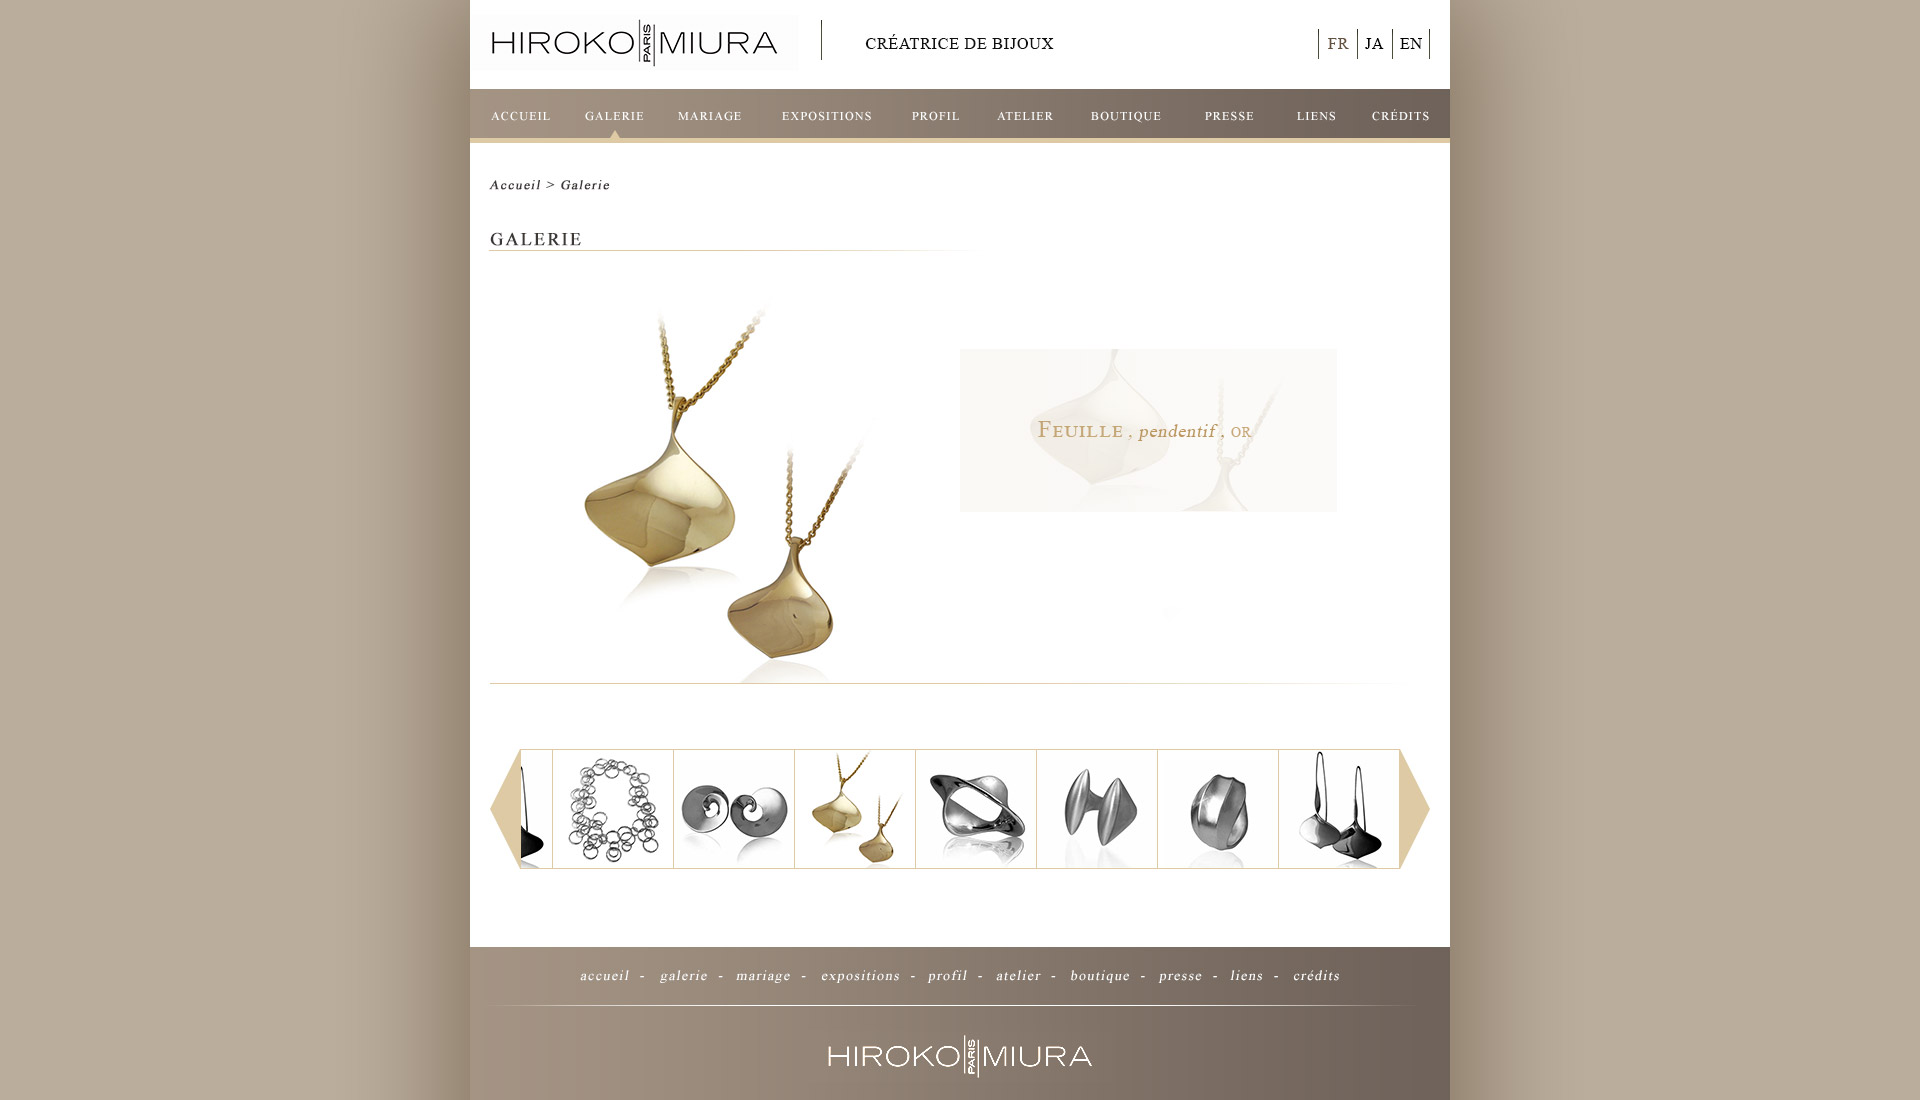 HIROKO PARIS MIURA
CRÉATRICE DE BIJOUX
FR JA EN
ACCUEIL GALERIE MARIAGE EXPOSITIONS PROFIL ATELIER BOUTIQUE PRESSE LIENS CRÉDITS
Accueil > Galerie
GALERIE
FEUILLE , pendentif , OR
accueil - galerie - mariage - expositions - profil - atelier - boutique - presse - liens - crédits
HIROKO PARIS MIURA